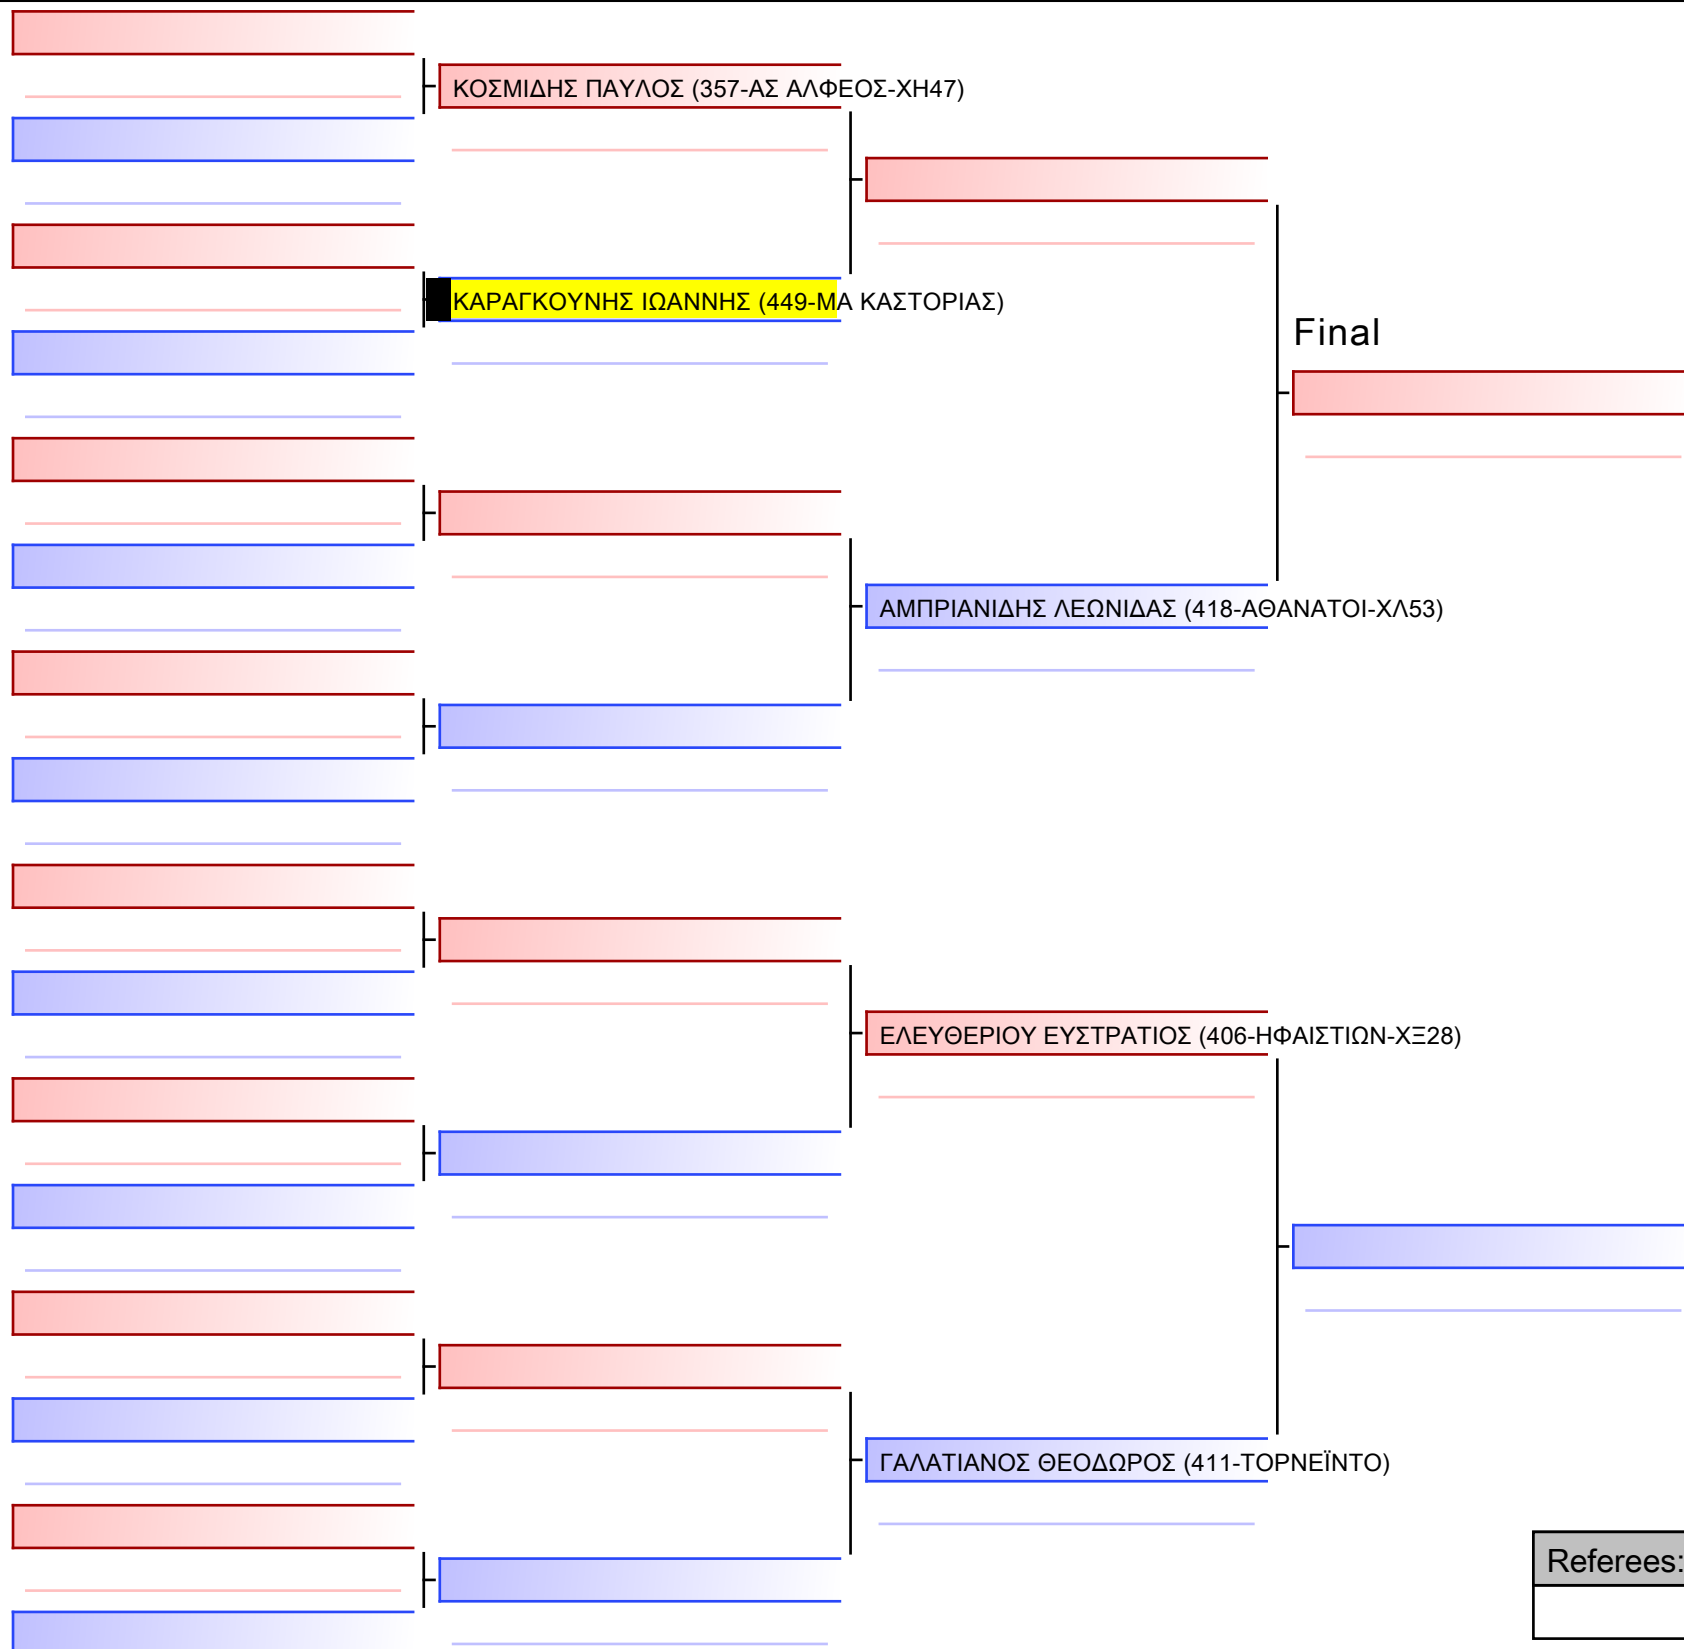 ΚΟΣΜΙΔΗΣ ΠΑΥΛΟΣ (357-ΑΣ ΑΛΦΕΟΣ-ΧΗ47)
ΚΑΡΑΓΚΟΥΝΗΣ ΙΩΑΝΝΗΣ (449-ΜΑ ΚΑΣΤΟΡΙΑΣ)
Final
ΑΜΠΡΙΑΝΙΔΗΣ ΛΕΩΝΙΔΑΣ (418-ΑΘΑΝΑΤΟΙ-ΧΛ53)
ΕΛΕΥΘΕΡΙΟΥ ΕΥΣΤΡΑΤΙΟΣ (406-ΗΦΑΙΣΤΙΩΝ-ΧΞ28)
ΓΑΛΑΤΙΑΝΟΣ ΘΕΟΔΩΡΟΣ (411-ΤΟΡΝΕΪΝΤΟ)
Referees: